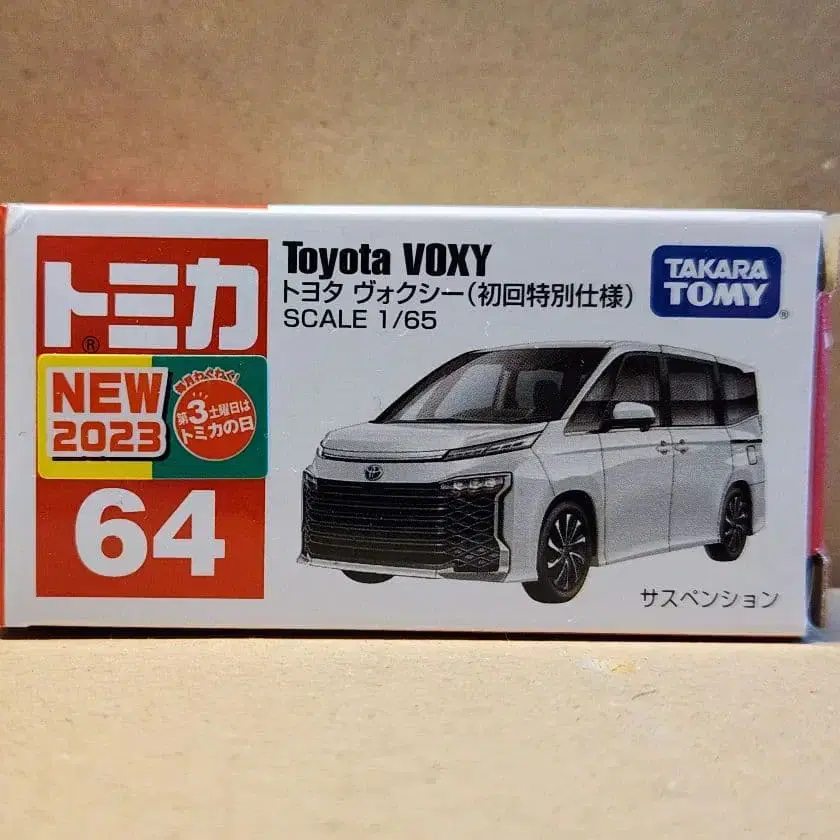 トミカ
®
NEW
2023
毎月わくわく!
第3土曜日は
トミカの日
64
Toyota VOXY
トヨタ ヴォクシー(初回特別仕様)
SCALE 1/65
TAKARA
TOMY
®
サスペンション